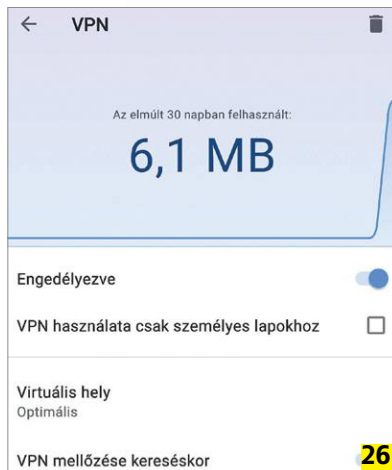 VPN
Az elmúlt 30 napban felhasznált:
6,1 MB
Engedélyezve
VPN használata csak személyes lapokhoz
Virtuális hely
Optimális
VPN mellőzése kereséskor
26